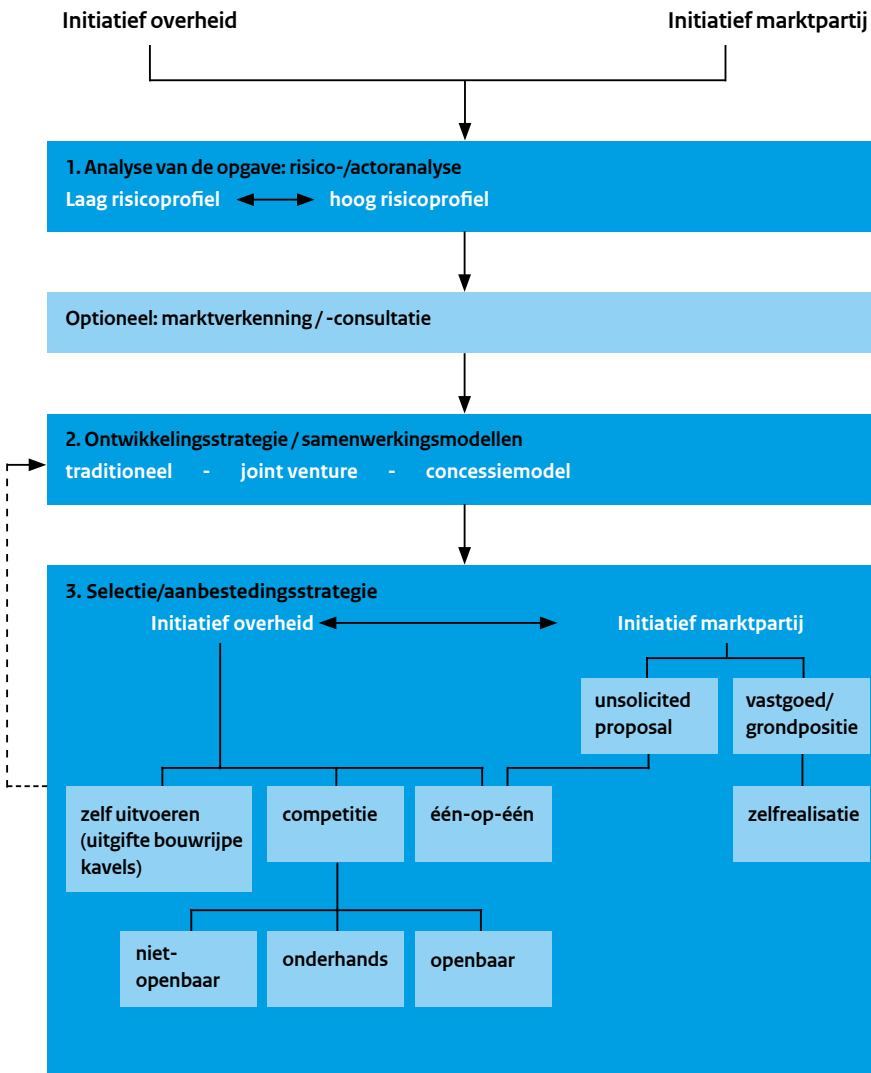 Initiatief overheid
Initiatief marktpartij
1. Analyse van de opgave: risico-/actoranalyse
Laag risicoprofiel
hoog risicoprofiel
Optioneel: marktverkenning / -consultatie
2. Ontwikkelingsstrategie / samenwerkingsmodellen
traditioneel - joint venture - concessiemodel
3. Selectie/aanbestedingsstrategie
Initiatief overheid
Initiatief marktpartij
unsolicited
proposal
vastgoed/
grondpositie
zelf uitvoeren
(uitgifte bouwrijpe
kavels)
competitie
één-op-één
zelfrealisatie
niet-
openbaar
onderhands
openbaar